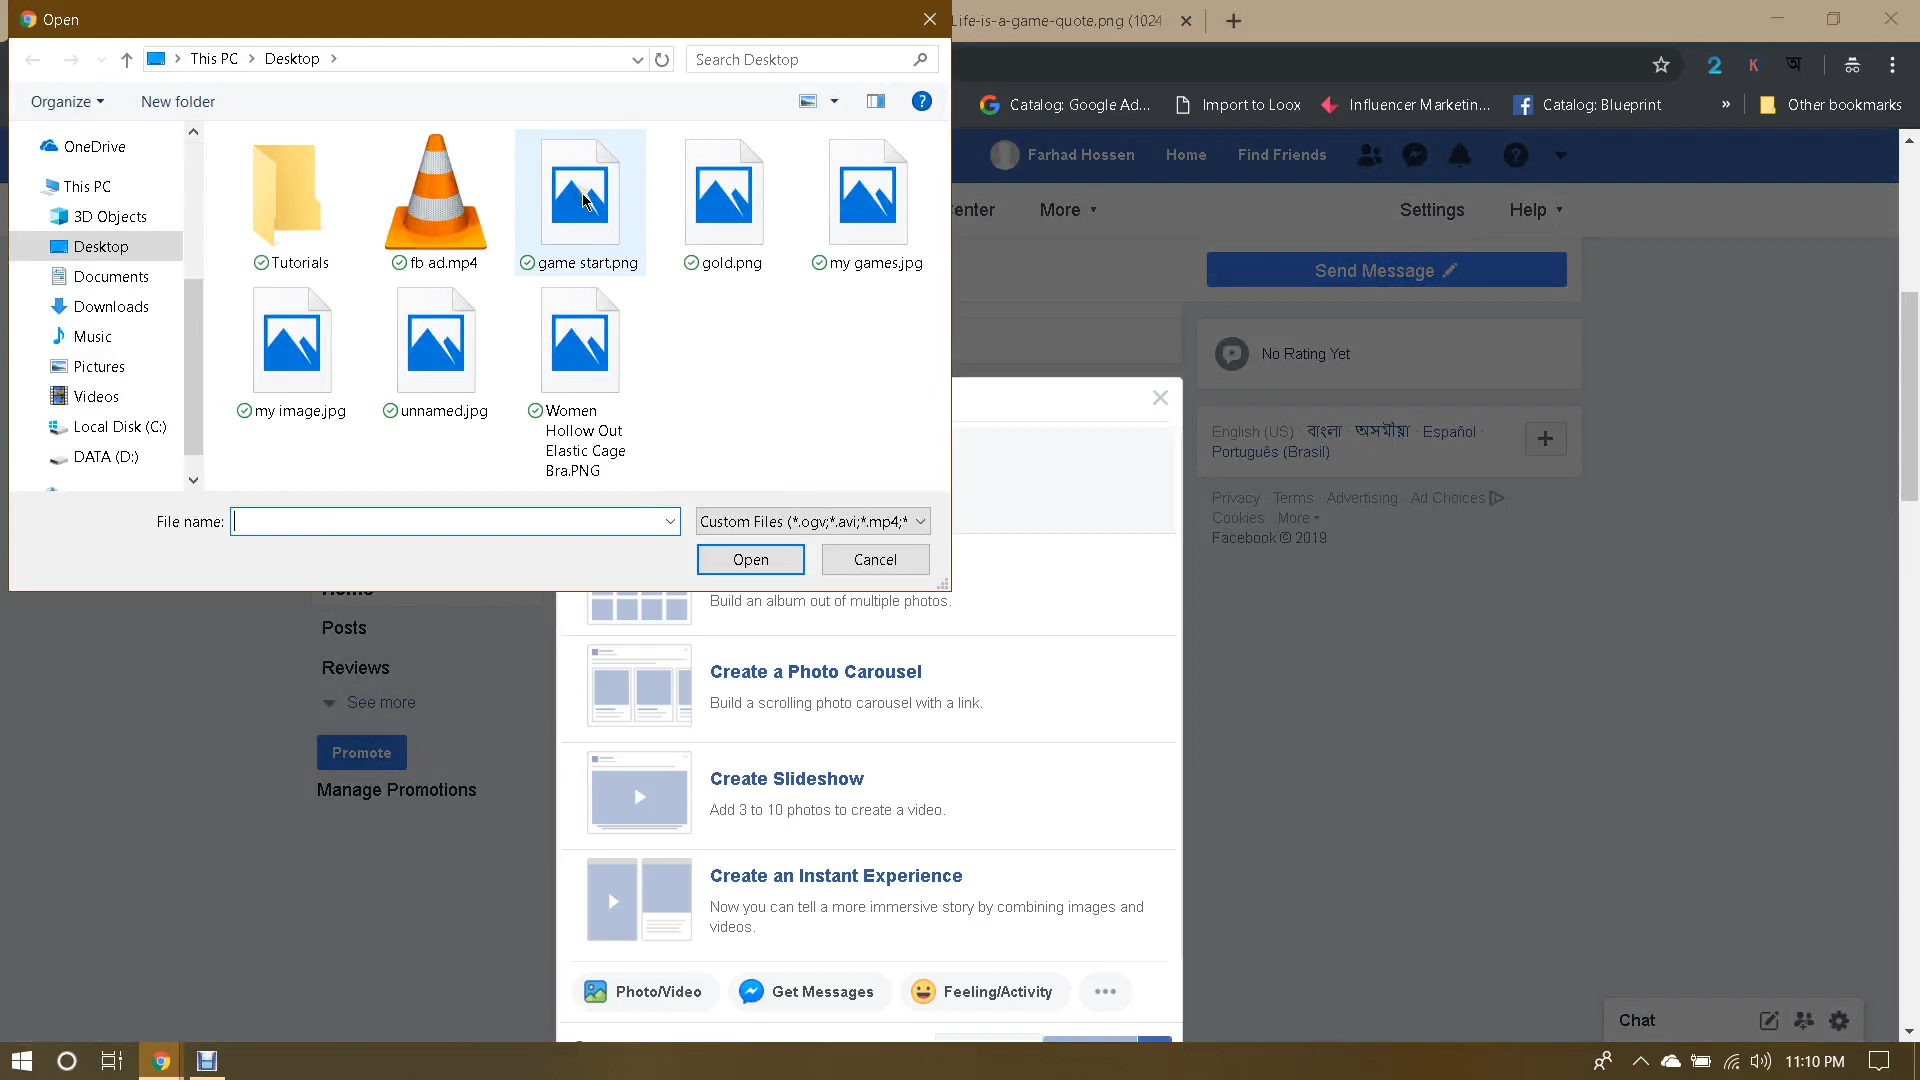 Open
Life-is-a-game-quote.png (1024
This PC
Desktop
Search Desktop
Organize
New folder
OneDrive
This PC
3D Objects
Desktop
Documents
Downloads
Music
Pictures
Videos
Local Disk (C:)
DATA (D:)
Tutorials
fb ad.mp4
game start.png
gold.png
my games.jpg
my image.jpg
unnamed.jpg
Women
Hollow Out
Elastic Cage
Bra.PNG
File name:
Custom Files (*.ogv;*.avi;*.mp4;*
Open
Cancel
2
K
অ
Catalog: Google Ad...
Import to Loox
Influencer Marketin...
Catalog: Blueprint
»
Other bookmarks
Farhad Hossen
Home
Find Friends
enter
More
Settings
Help
Send Message
No Rating Yet
English (US) · বাংলা · অসমীয়া · Español ·
Português (Brasil)
Privacy · Terms · Advertising · Ad Choices ·
Cookies · More
Facebook © 2019
Home
Posts
Reviews
See more
Promote
Manage Promotions
Build an album out of multiple photos.
Create a Photo Carousel
Build a scrolling photo carousel with a link.
Create Slideshow
Add 3 to 10 photos to create a video.
Create an Instant Experience
Now you can tell a more immersive story by combining images and
videos.
Photo/Video
Get Messages
Feeling/Activity
Chat
11:10 PM